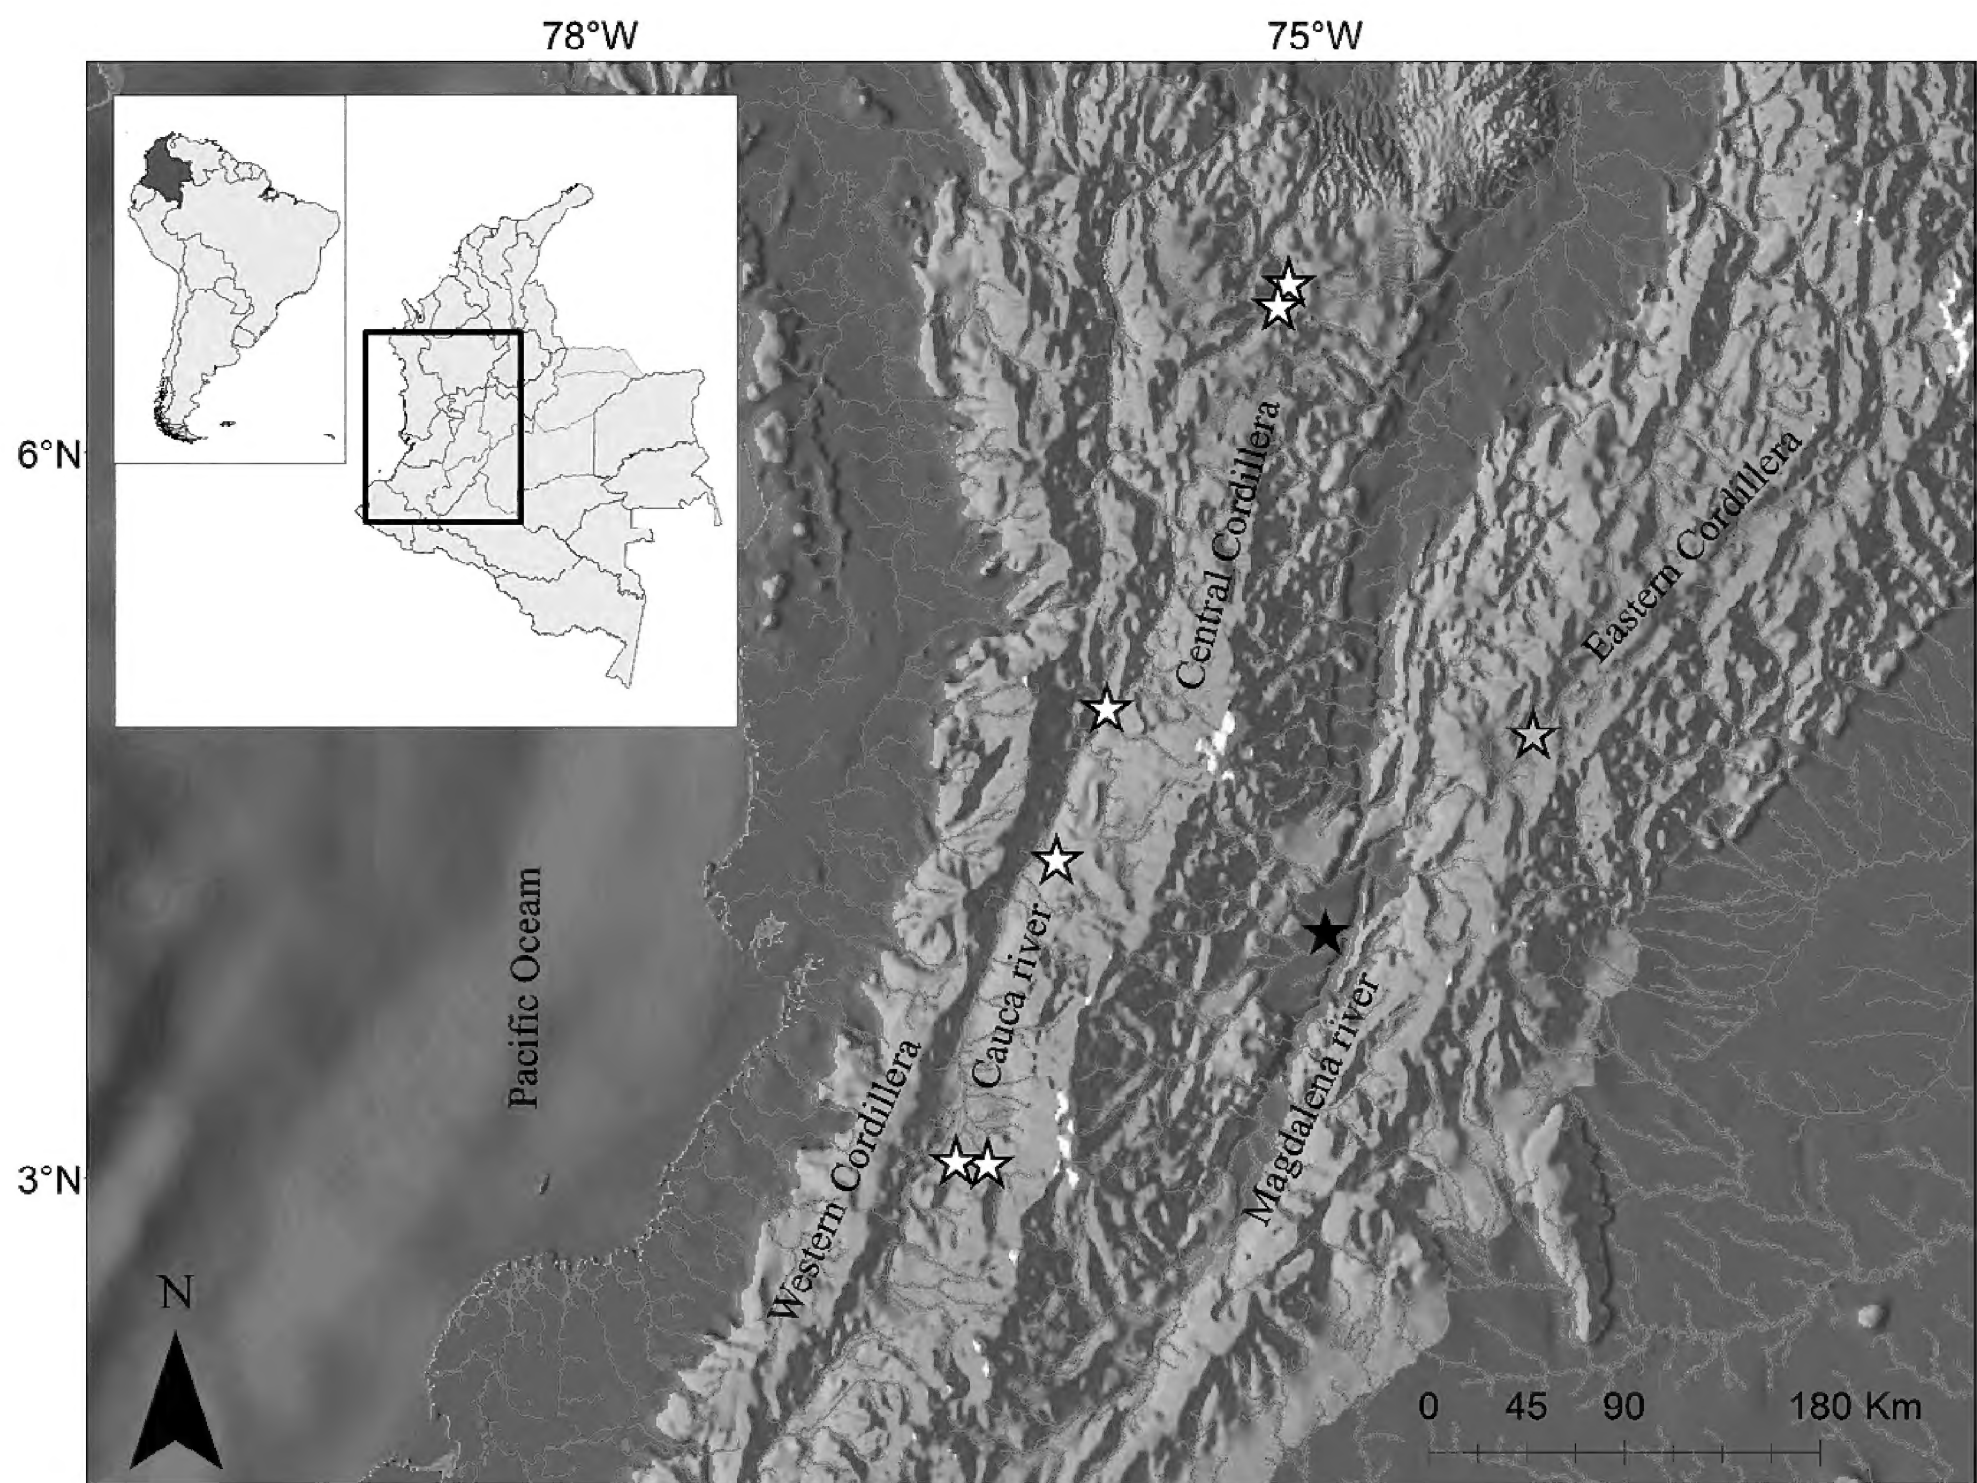 78°W
75°W
6°N
3°N
Central Cordillera
Eastern Cordillera
Pacific Ocean
Cauca river
Western Cordillera
Magdalena river
N
0 45 90 180 Km